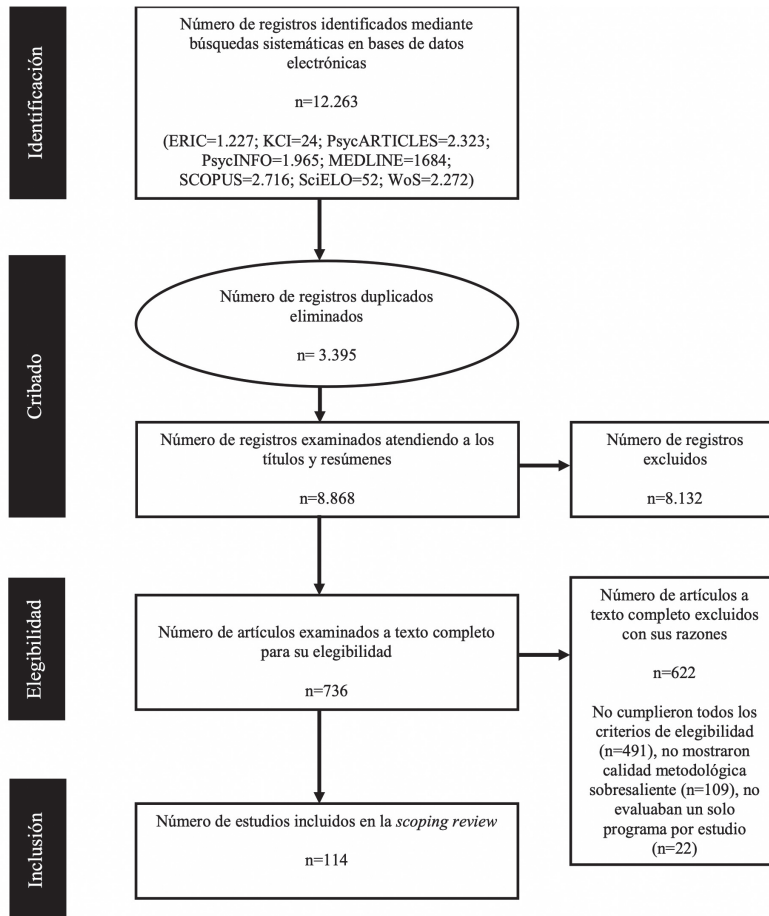 Identificación
Número de registros identificados mediante
búsquedas sistemáticas en bases de datos
electrónicas
n=12.263
(ERIC=1.227; KCI=24; PsycARTICLES=2.323;
PsycINFO=1.965; MEDLINE=1684;
SCOPUS=2.716; SciELO=52; WoS=2.272)
Cribado
Número de registros duplicados
eliminados
n= 3.395
Número de registros examinados atendiendo a los
títulos y resúmenes
n=8.868
Número de registros
excluidos
n=8.132
Elegibilidad
Número de artículos examinados a texto completo
para su elegibilidad
n=736
Número de artículos a
texto completo excluidos
con sus razones
n=622
No cumplieron todos los
criterios de elegibilidad
(n=491), no mostraron
calidad metodológica
sobresaliente (n=109), no
evaluaban un solo
programa por estudio
(n=22)
Inclusión
Número de estudios incluidos en la scoping review
n=114